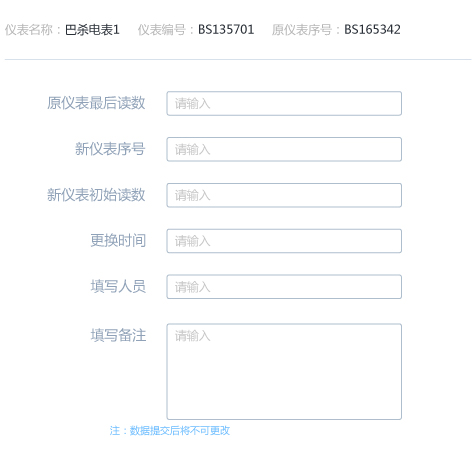 仪表名称：巴杀电表1 仪表编号：BS135701 原仪表序号：BS165342
原仪表最后读数 请输入
新仪表序号 请输入
新仪表初始读数 请输入
更换时间 请输入
填写人员 请输入
填写备注 请输入
注：数据提交后将不可更改